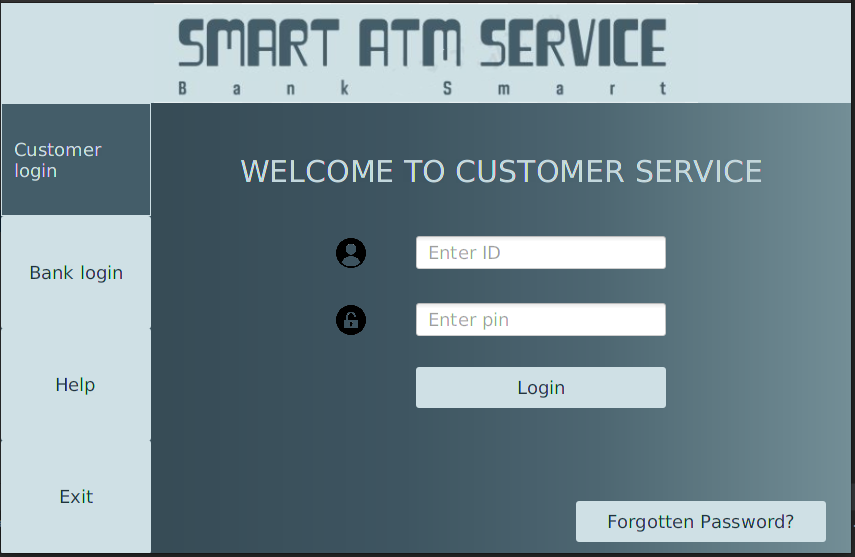 SMART ATM SERVICE
Bank Smart
Customer
login
WELCOME TO CUSTOMER SERVICE
Enter ID
Bank login
Enter pin
Help
Login
Exit
Forgotten Password?